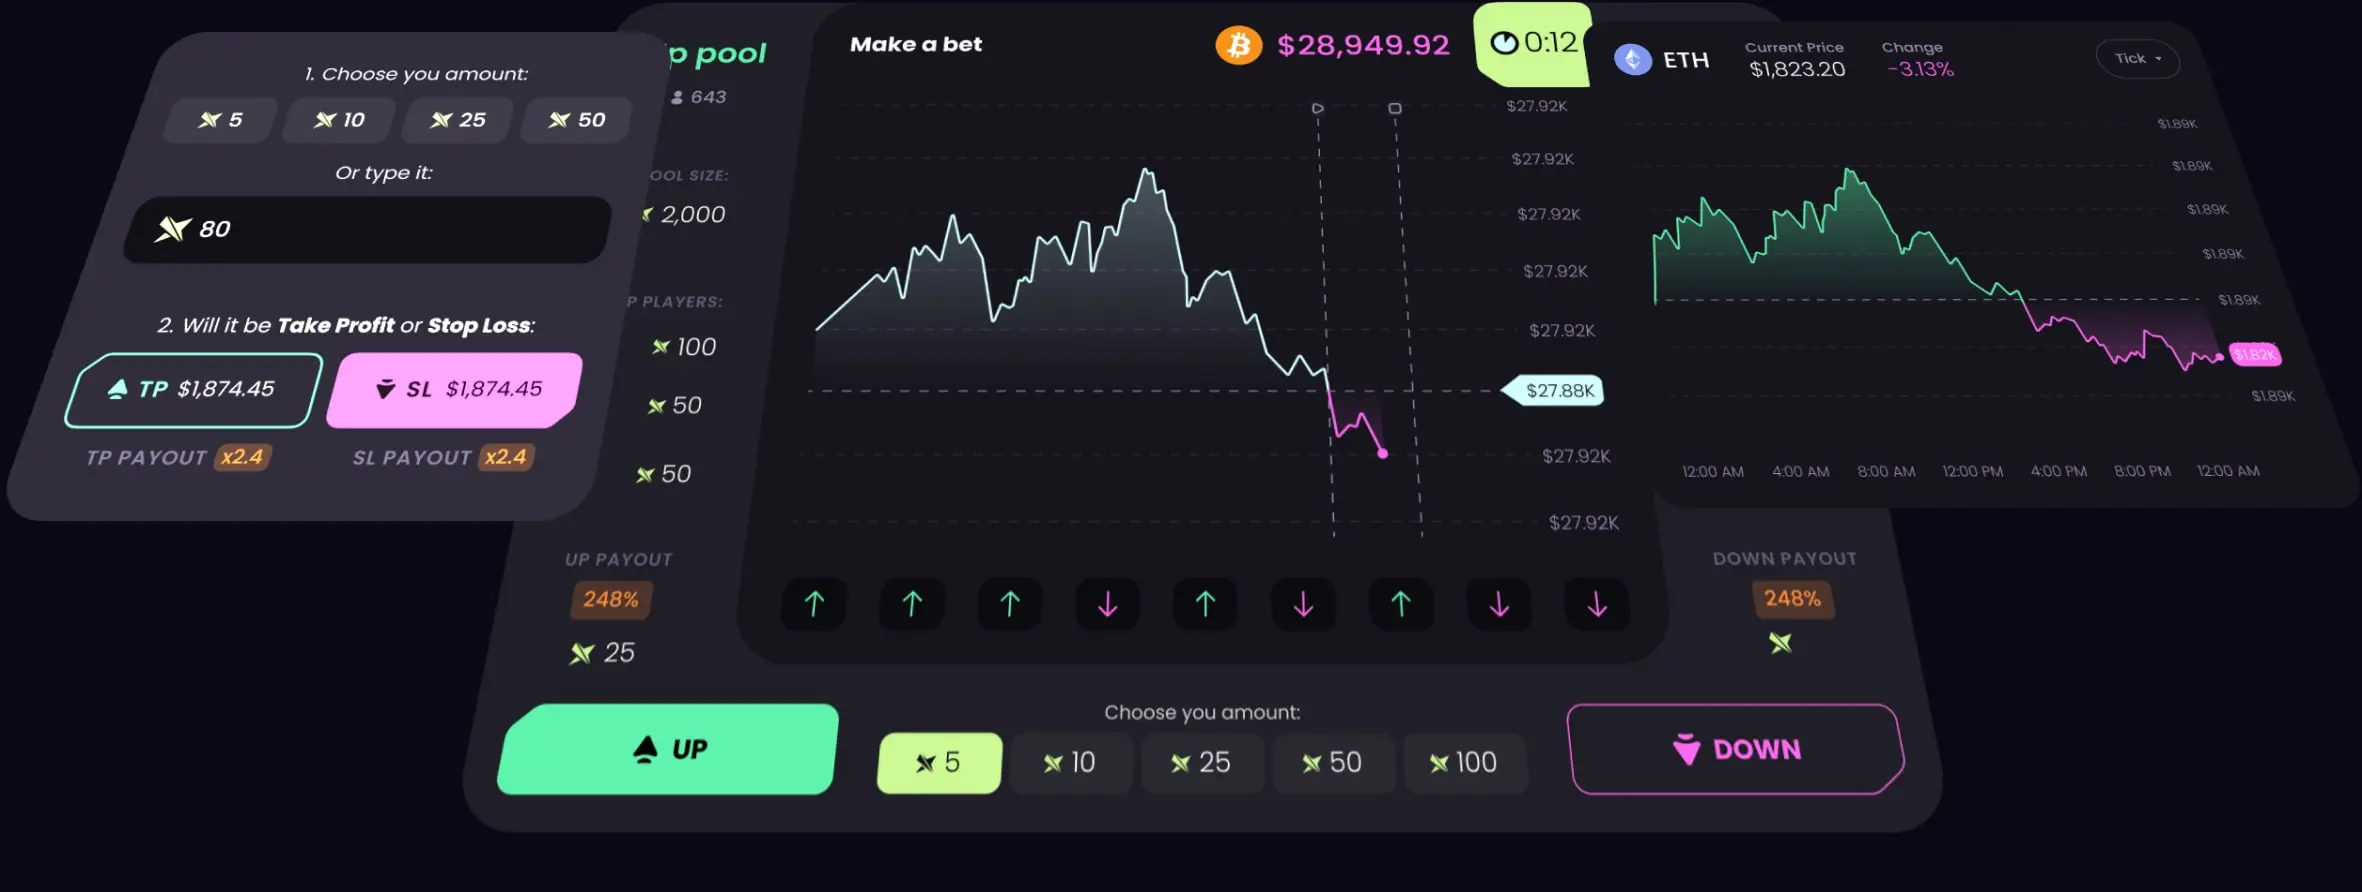 1. Choose you amount:
5
10
25
50
Or type it:
80
2. Will it be Take Profit or Stop Loss:
TP $1,874.45
SL $1,874.45
TP PAYOUT x2.4
SL PAYOUT x2.4
p pool
643
OOL SIZE:
2,000
P PLAYERS:
100
50
50
UP PAYOUT
248%
25
UP
Make a bet
$28,949.92
0:12
$27.92K
$27.92K
$27.92K
$27.92K
$27.92K
$27.88K
$27.92K
$27.92K
Choose you amount:
5
10
25
50
100
ETH
Current Price
$1,823.20
Change
-3.13%
Tick
$1.89K
$1.89K
$1.89K
$1.89K
$1.89K
$1.82K
$1.89K
12:00 AM
4:00 AM
8:00 AM
12:00 PM
4:00 PM
8:00 PM
12:00 AM
DOWN PAYOUT
248%
DOWN